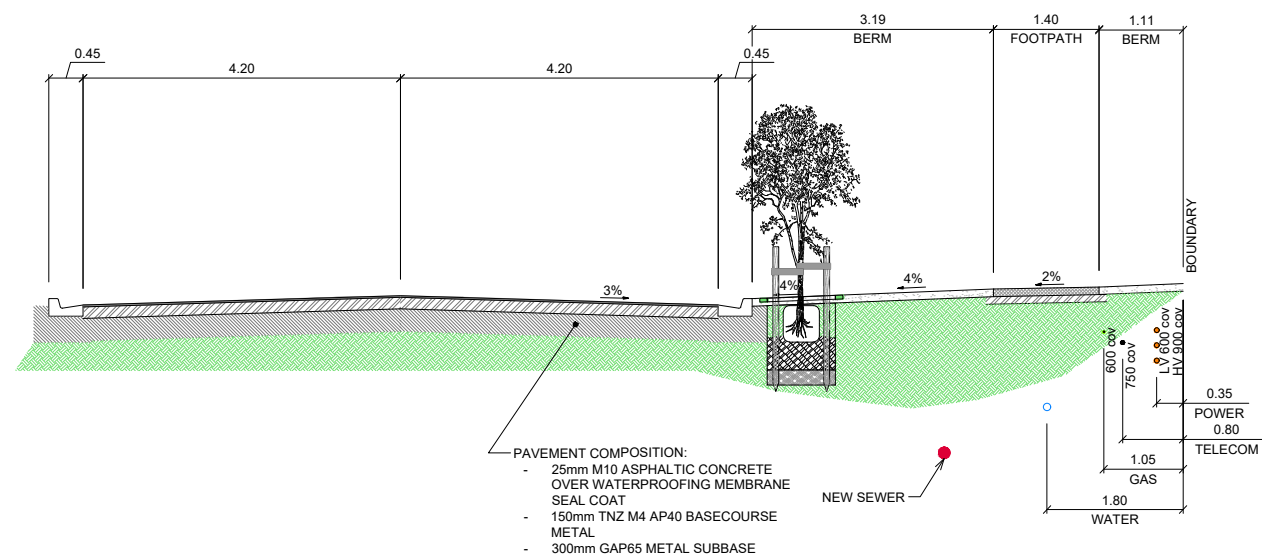 3.19
1.40
1.11
BERM
FOOTPATH
BERM
0.45
4.20
4.20
0.45
BOUNDARY
3%
4%
4%
2%
600 cov
750 cov
LV 600 cov
HV 900 cov
0.35
POWER
0.80
TELECOM
1.05
GAS
1.80
WATER
NEW SEWER
PAVEMENT COMPOSITION:
- 25mm M10 ASPHALTIC CONCRETE
OVER WATERPROOFING MEMBRANE
SEAL COAT
- 150mm TNZ M4 AP40 BASECOURSE
METAL
- 300mm GAP65 METAL SUBBASE